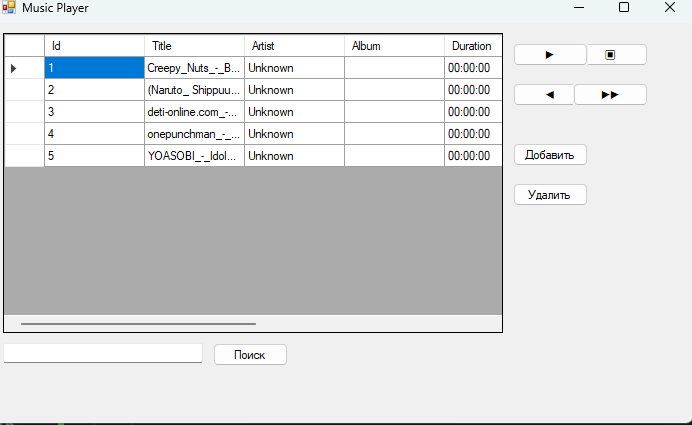 Music Player
Id Title Artist Album Duration
1 Creepy_Nuts_-_B... Unknown 00:00:00
2 (Naruto_ Shippuu... Unknown 00:00:00
3 deti-online.com_-... Unknown 00:00:00
4 onepunchman_-_... Unknown 00:00:00
5 YOASOBI_-_Idol... Unknown 00:00:00
Добавить
Удалить
Поиск